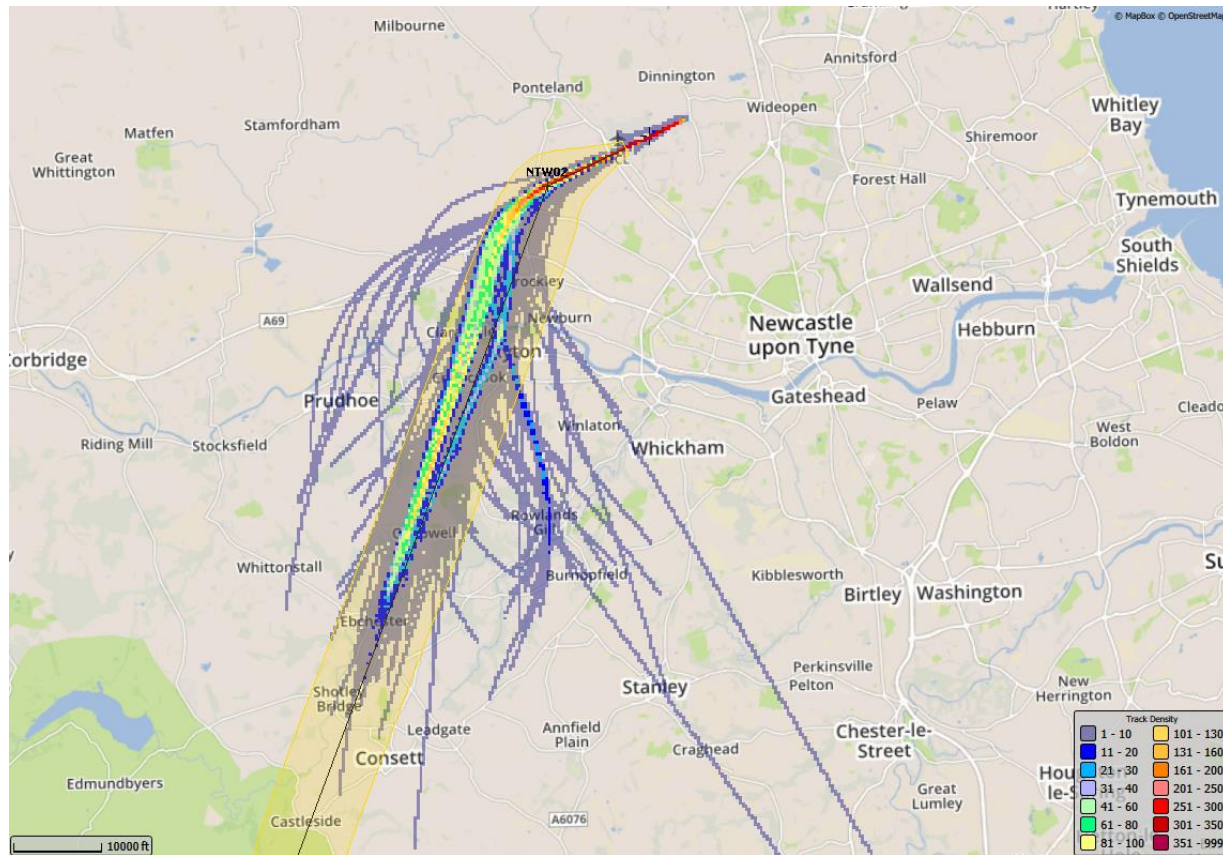 © MapBox © OpenStreetMap
Milbourne
Annitsford
Dinnington
Ponteland
Wideopen
Whitley
Bay
Stamfordham
Matfen
Shiremoor
Great
Whittington
NTW02
Forest Hall
Tynemouth
South
Shields
Wallsend
Newburn
A69
Newcastle
upon Tyne
Hebburn
Prudhoe
Gateshead
Pelaw
Riding Mill
Stocksfield
Winlaton
Whickham
West
Boldon
Rowlands
Whittonstall
Burnopfield
Kibblesworth
Birtley
Washington
Ebchester
Perkinsville
Pelton
Shotley
Bridge
Stanley
New
Herrington
Leadgate
Annfield
Plain
Chester-le-
Street
Consett
Craghead
Edmundbyers
Great
Lumley
Castleside
A6076
10000 ft
Track Density
1 - 10
101 - 130
11 - 20
131 - 160
21 - 30
161 - 200
31 - 40
201 - 250
41 - 60
251 - 300
61 - 80
301 - 350
81 - 100
351 - 999